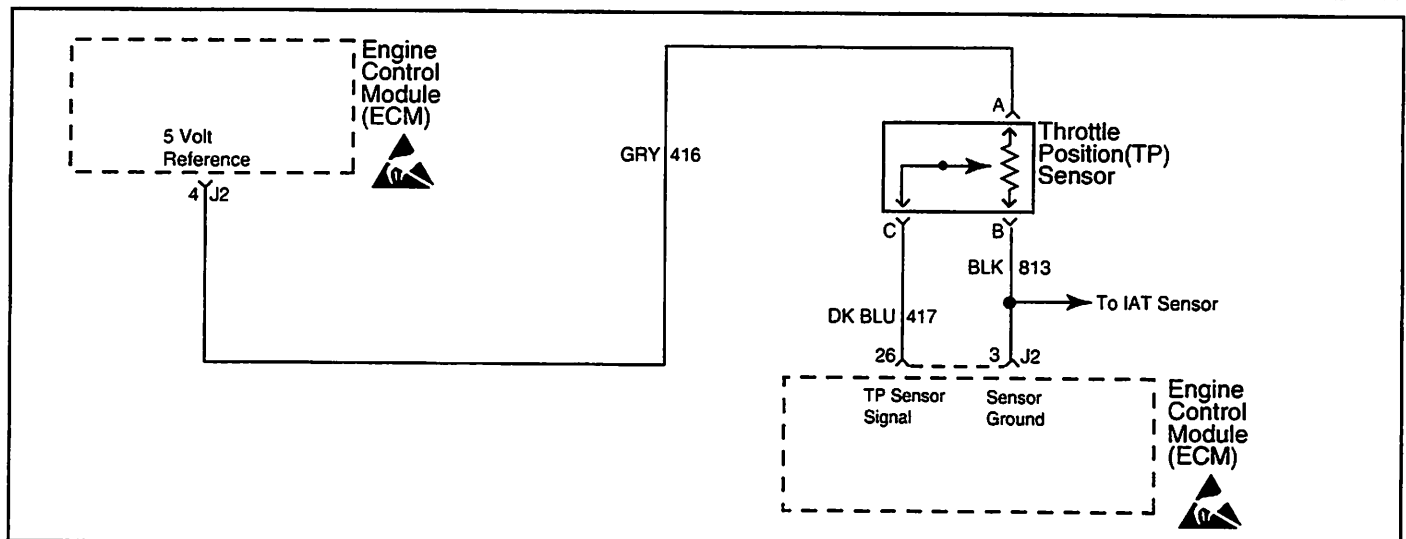 Engine
Control
Module
(ECM)
5 Volt
Reference
4 J2
GRY 416
A
Throttle
Position(TP)
Sensor
C B
BLK 813
To IAT Sensor
DK BLU 417
26 3 J2
TP Sensor
Signal
Sensor
Ground
Engine
Control
Module
(ECM)